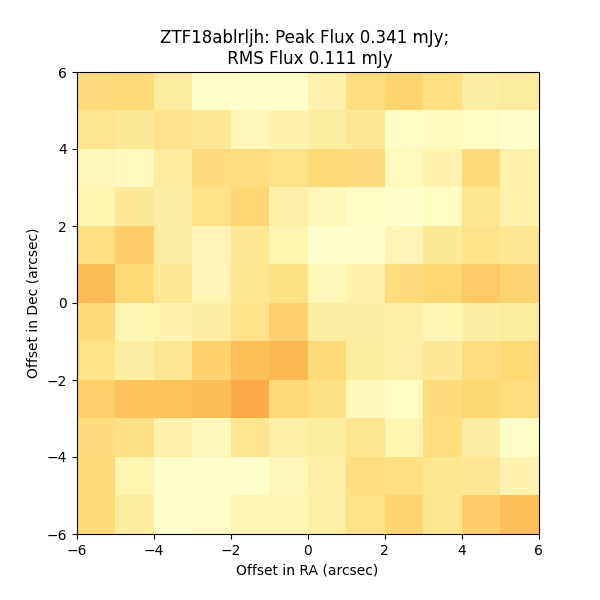 ZTF18ablrljh: Peak Flux 0.341 mJy;
RMS Flux 0.111 mJy
6
4
2
0
−2
−4
−6
Offset in Dec (arcsec)
−6 −4 −2 0 2 4 6
Offset in RA (arcsec)